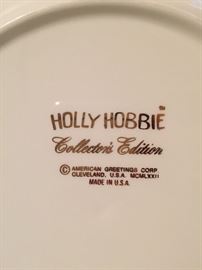 HOLLY HOBBIE™
Collector's Edition
© AMERICAN GREETINGS CORP
CLEVELAND, U.S.A. MCMLXXII
MADE IN U.S.A.